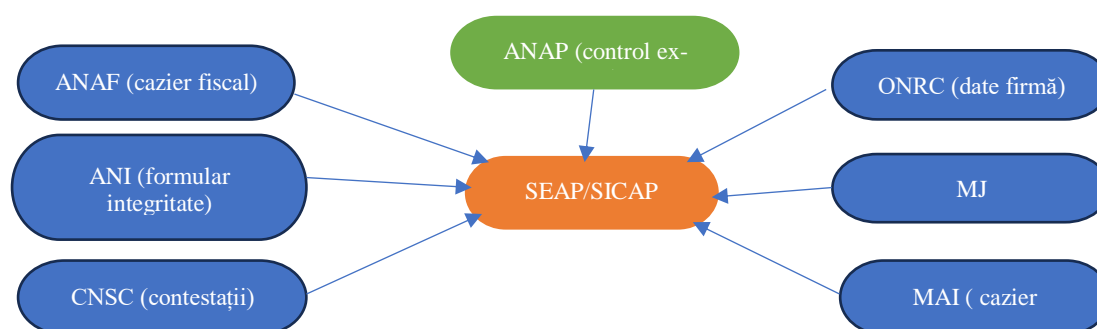 ANAP (control ex-
ANAF (cazier fiscal)
ONRC (date firmă)
ANI (formular
integritate)
SEAP/SICAP
MJ
CNSC (contestații)
MAI ( cazier